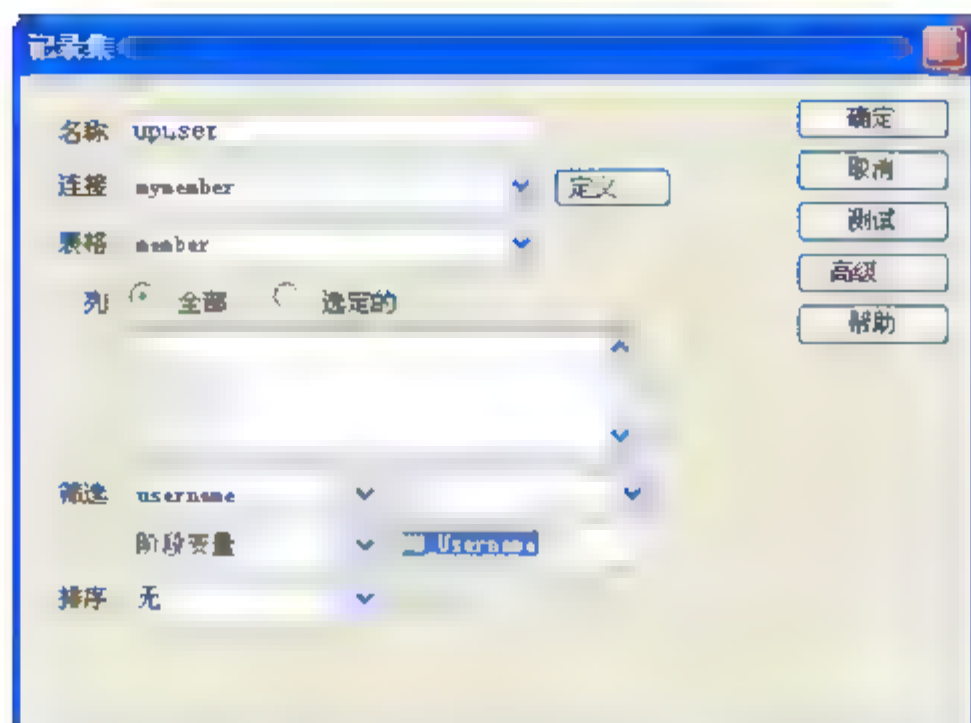 记录集
名称 upuser
确定
连接 mymember 定义
取消
表格 member
测试
列 全部 选定的
高级
帮助
筛选 username
阶段变量 Username
排序 无